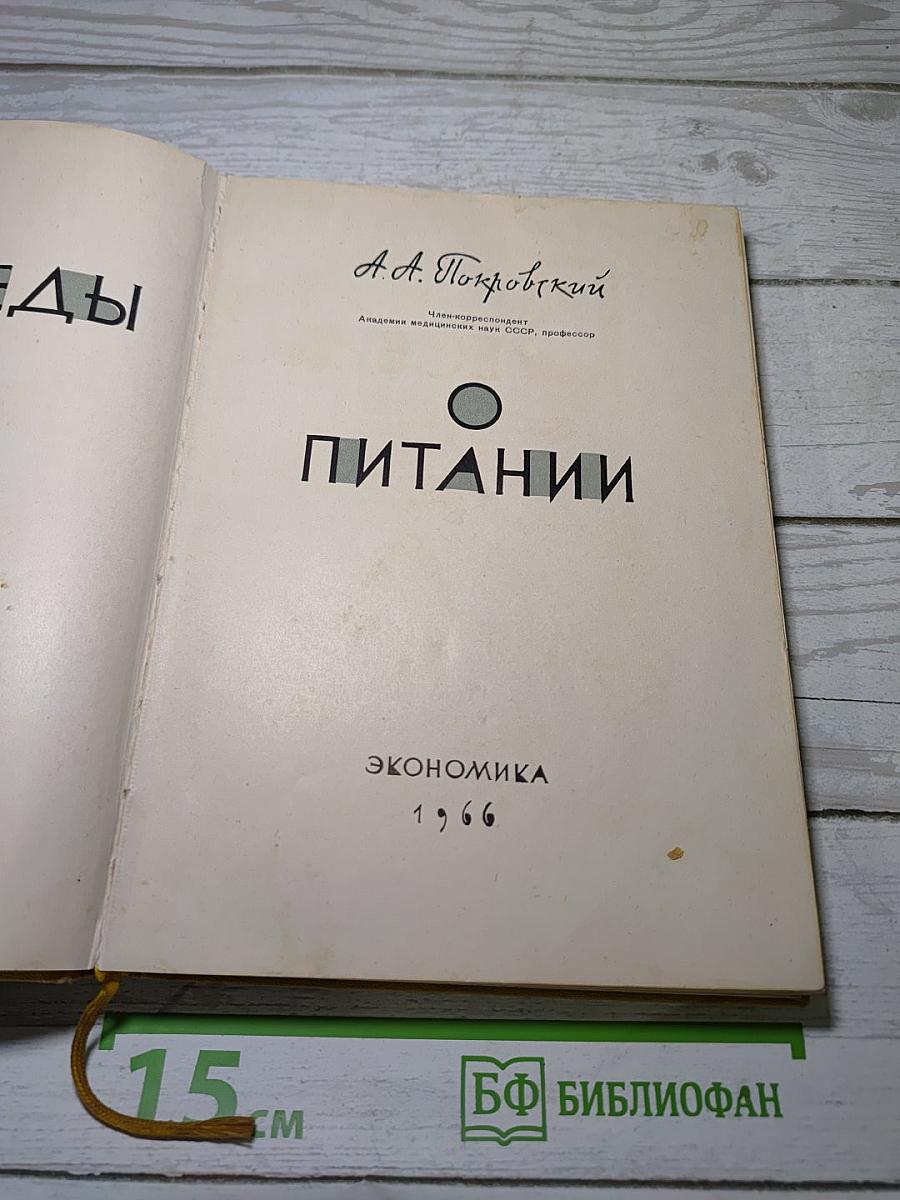 ЕДЫ
А. А. Покровский
Член-корреспондент
Академии медицинских наук СССР, профессор
О
ПИТАНИИ
ЭКОНОМИКА
1966
15 см
БФ БИБЛИОФАН